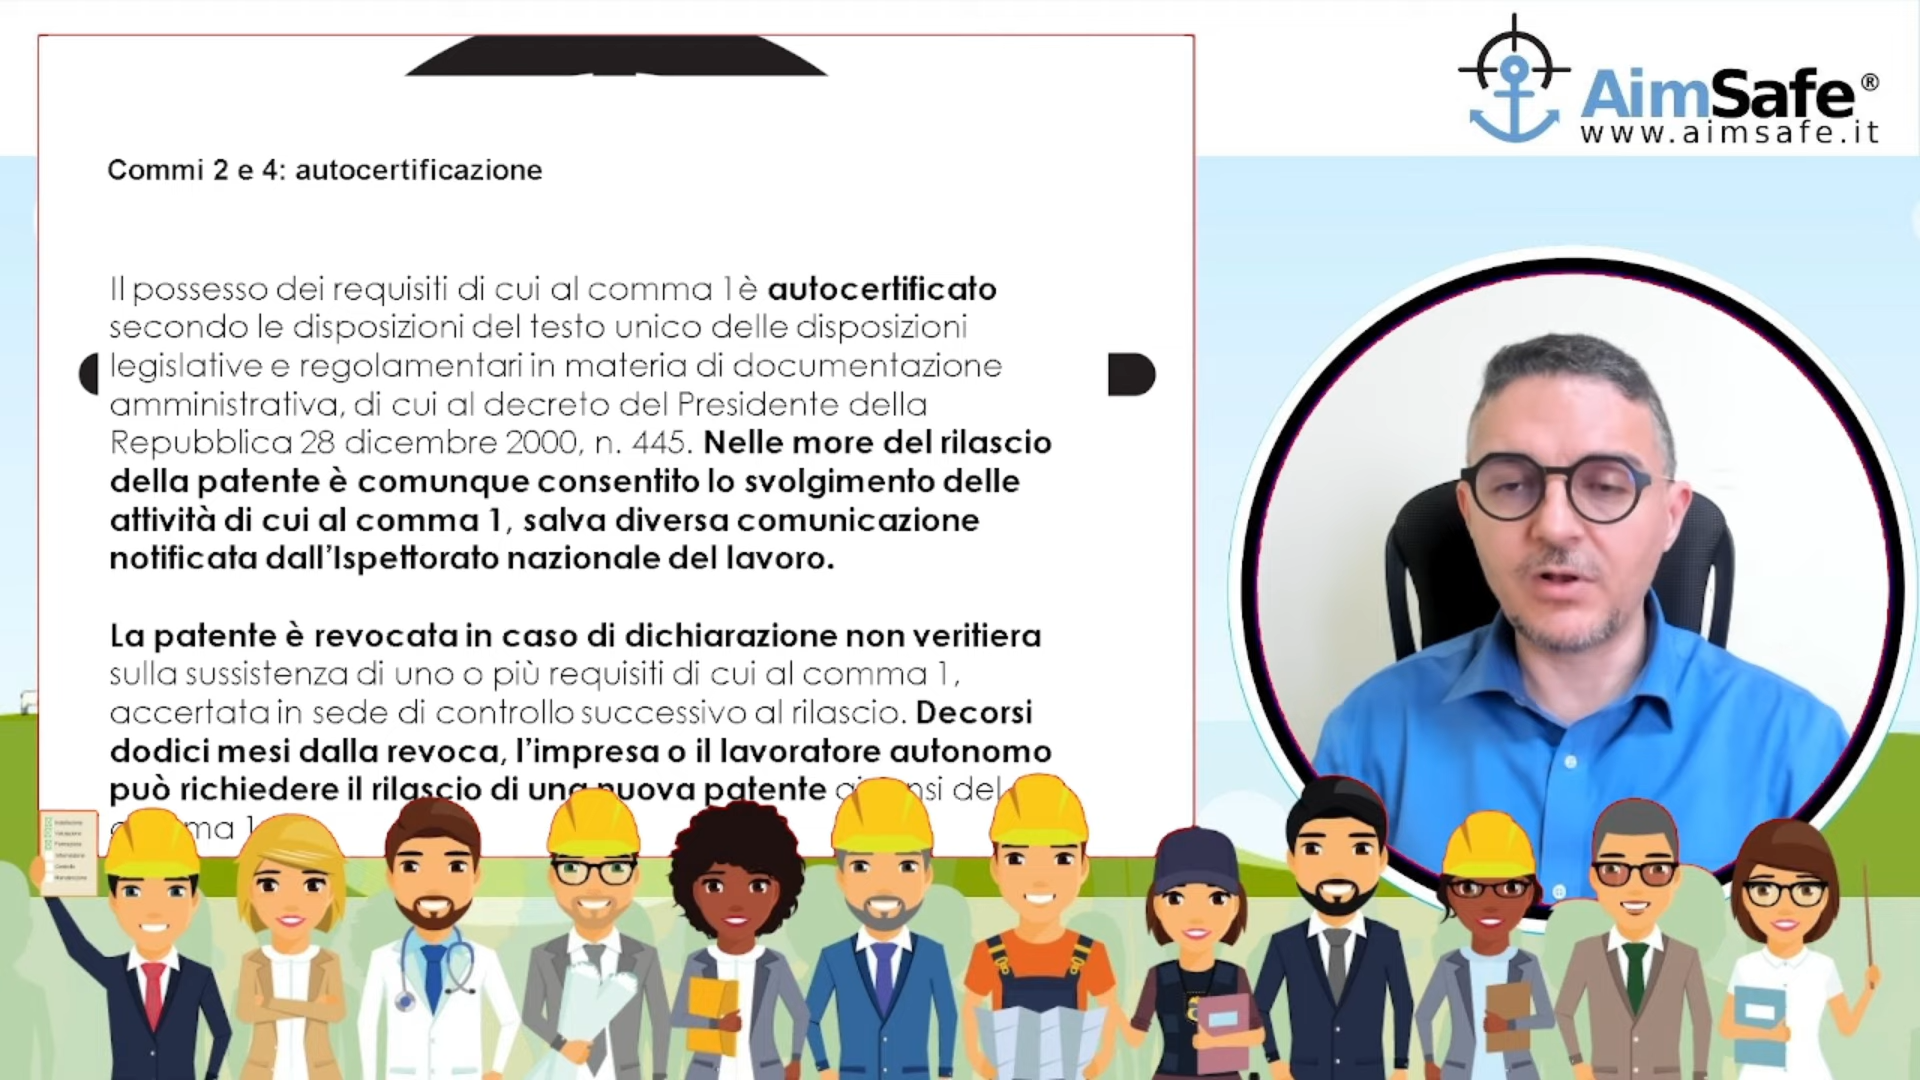 AimSafe®
www.aimsafe.it
Commi 2 e 4: autocertificazione
Il possesso dei requisiti di cui al comma 1è autocertificato
secondo le disposizioni del testo unico delle disposizioni
legislative e regolamentari in materia di documentazione
amministrativa, di cui al decreto del Presidente della
Repubblica 28 dicembre 2000, n. 445. Nelle more del rilascio
della patente è comunque consentito lo svolgimento delle
attività di cui al comma 1, salva diversa comunicazione
notificata dall'Ispettorato nazionale del lavoro.
La patente è revocata in caso di dichiarazione non veritiera
sulla sussistenza di uno o più requisiti di cui al comma 1,
accertata in sede di controllo successivo al rilascio. Decorsi
dodici mesi dalla revoca, l'impresa o il lavoratore autonomo
può richiedere il rilascio di una nuova patente del
1